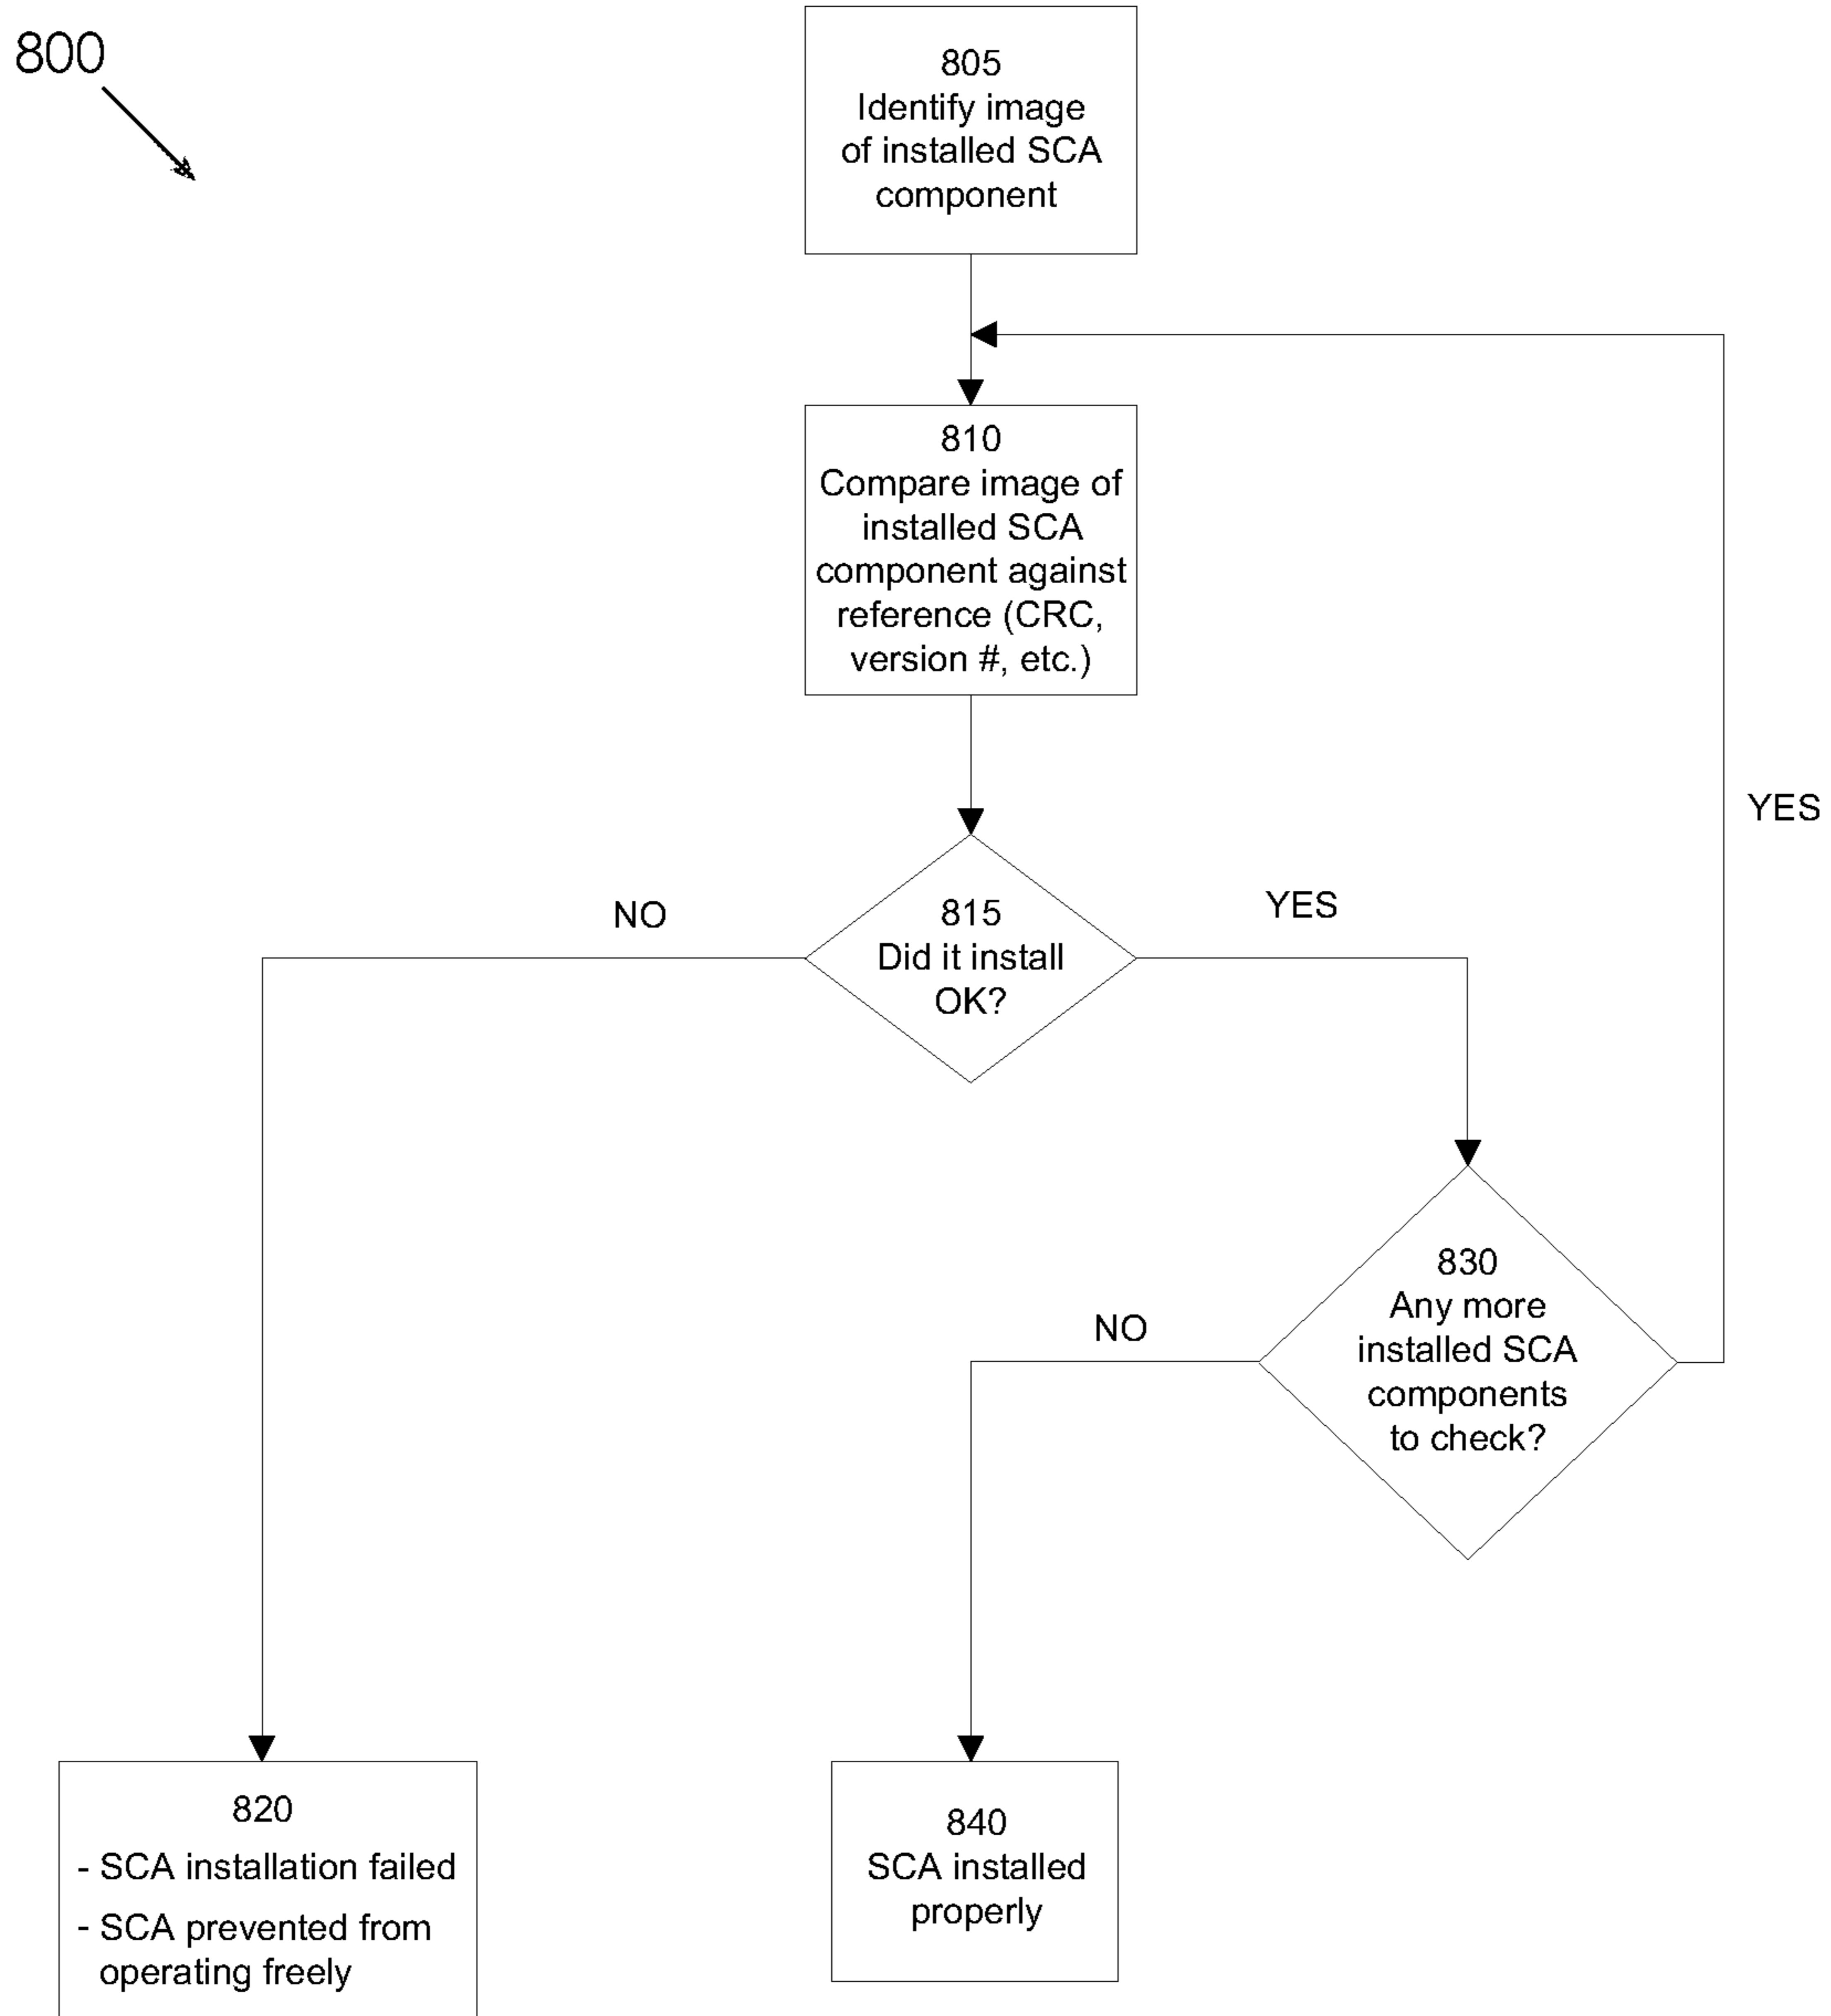 800
805
Identify image
of installed SCA
component
810
Compare image of
installed SCA
component against
reference (CRC,
version #, etc.)
YES
NO
815
Did it install
OK?
YES
830
Any more
installed SCA
components
to check?
NO
820
- SCA installation failed
- SCA prevented from
operating freely
840
SCA installed
properly